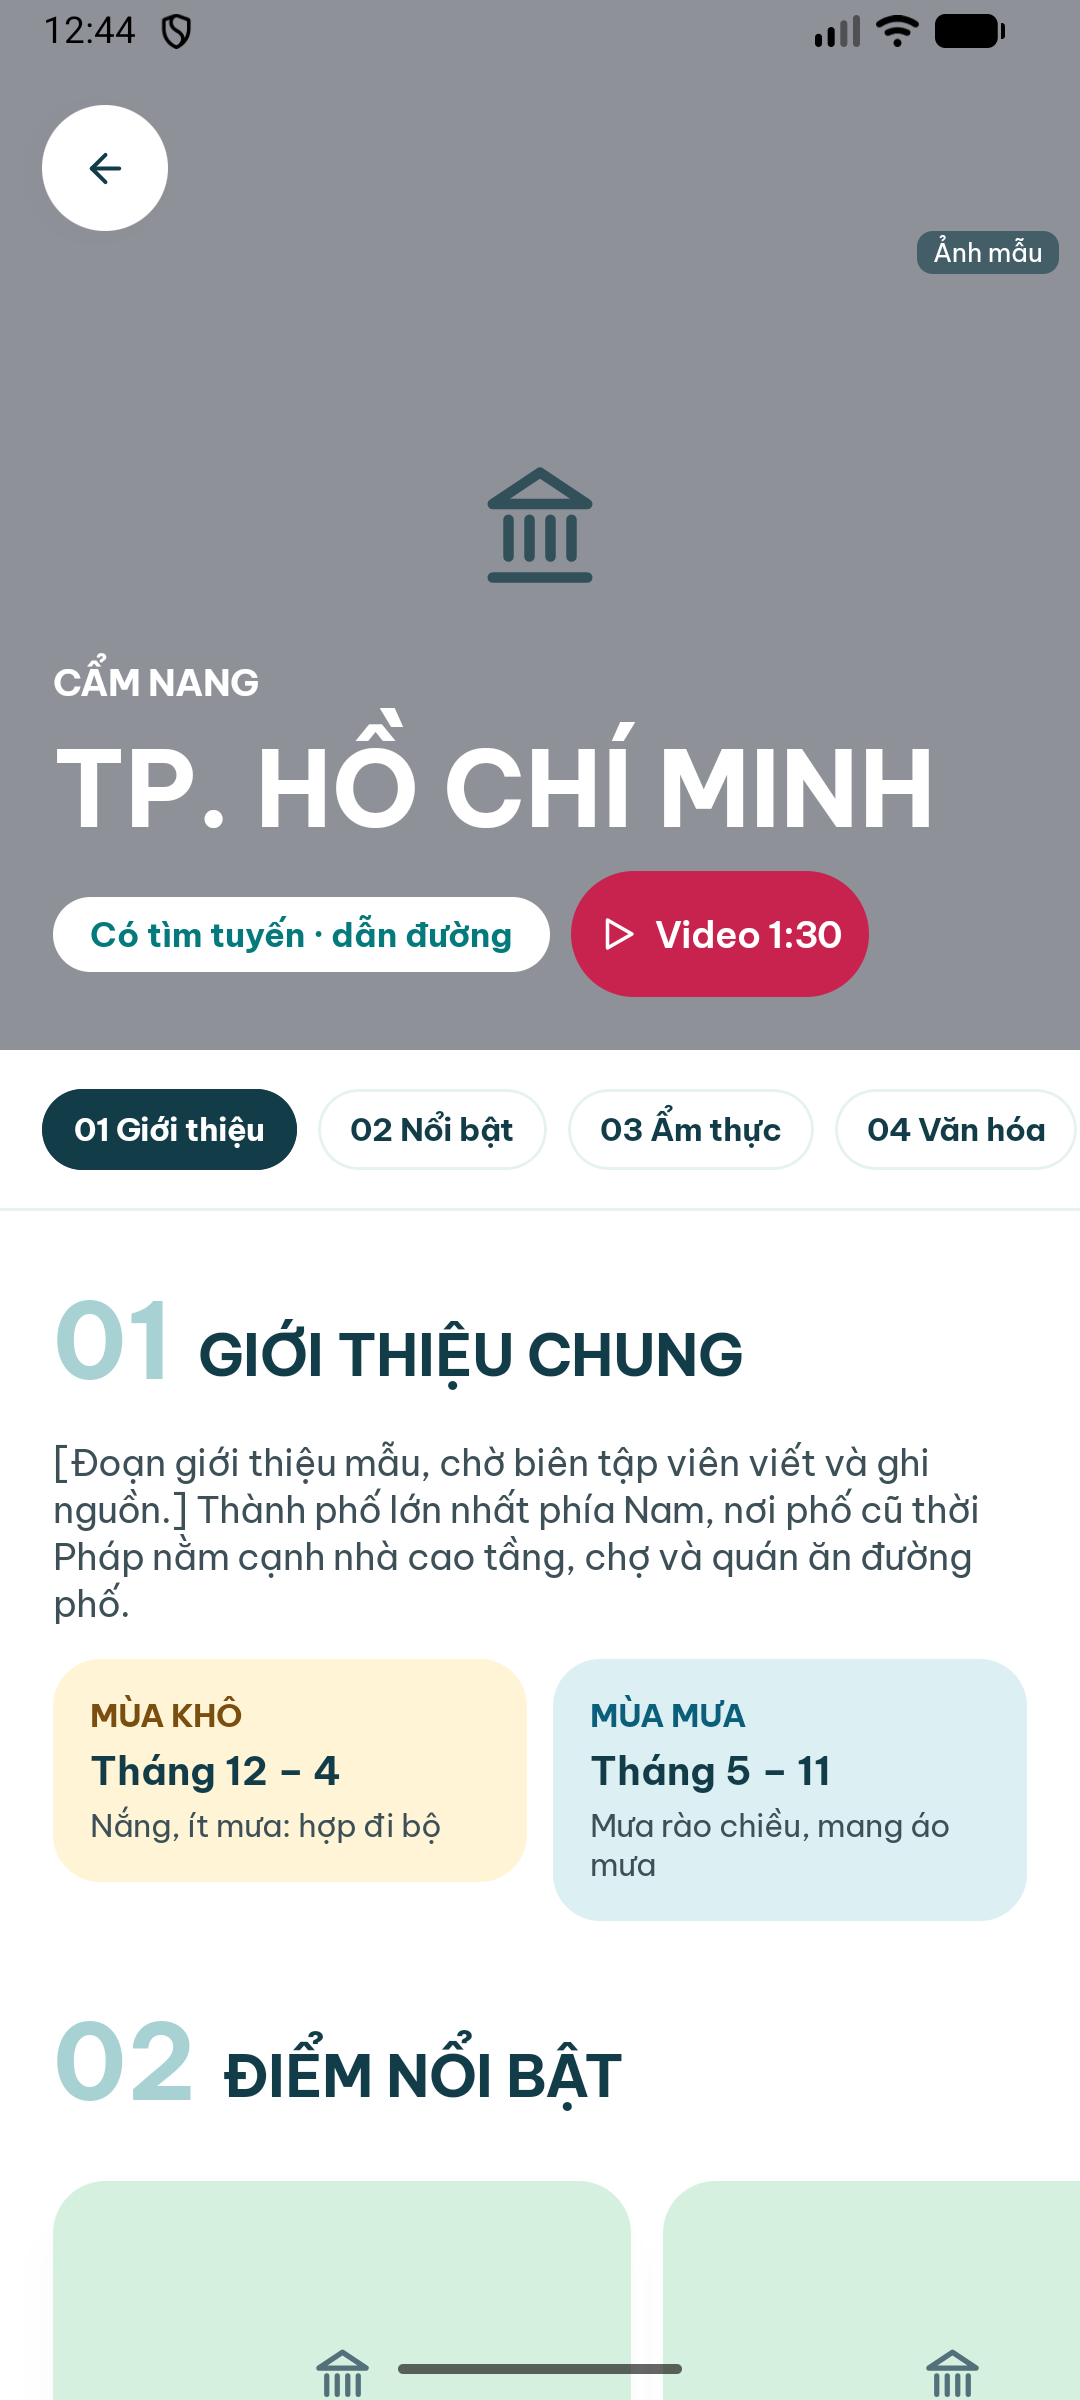 12:44
Ảnh mẫu
CẨM NANG
TP. HỒ CHÍ MINH
Có tìm tuyến · dẫn đường
Video 1:30
01 Giới thiệu
02 Nổi bật
03 Ẩm thực
04 Văn hóa
01 GIỚI THIỆU CHUNG
[Đoạn giới thiệu mẫu, chờ biên tập viên viết và ghi
nguồn.] Thành phố lớn nhất phía Nam, nơi phố cũ thời
Pháp nằm cạnh nhà cao tầng, chợ và quán ăn đường
phố.
MÙA KHÔ
Tháng 12 – 4
Nắng, ít mưa: hợp đi bộ
MÙA MƯA
Tháng 5 – 11
Mưa rào chiều, mang áo
mưa
02 ĐIỂM NỔI BẬT